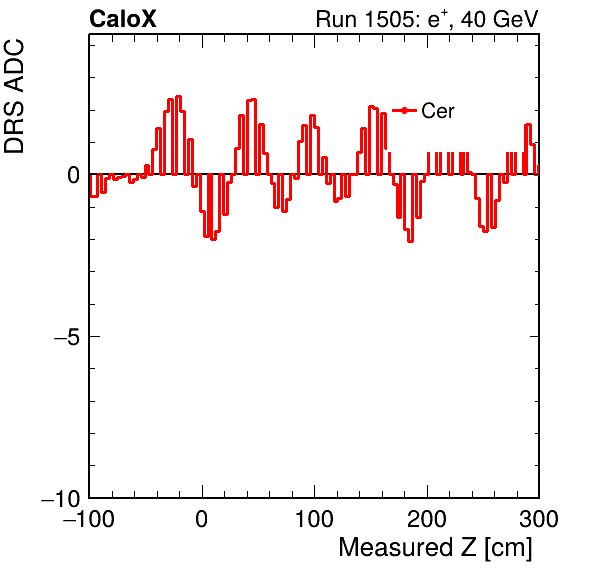 CaloX Run 1505: e⁺, 40 GeV
DRS ADC
Cer
0
−5
−10
−100 0 100 200 300
Measured Z [cm]